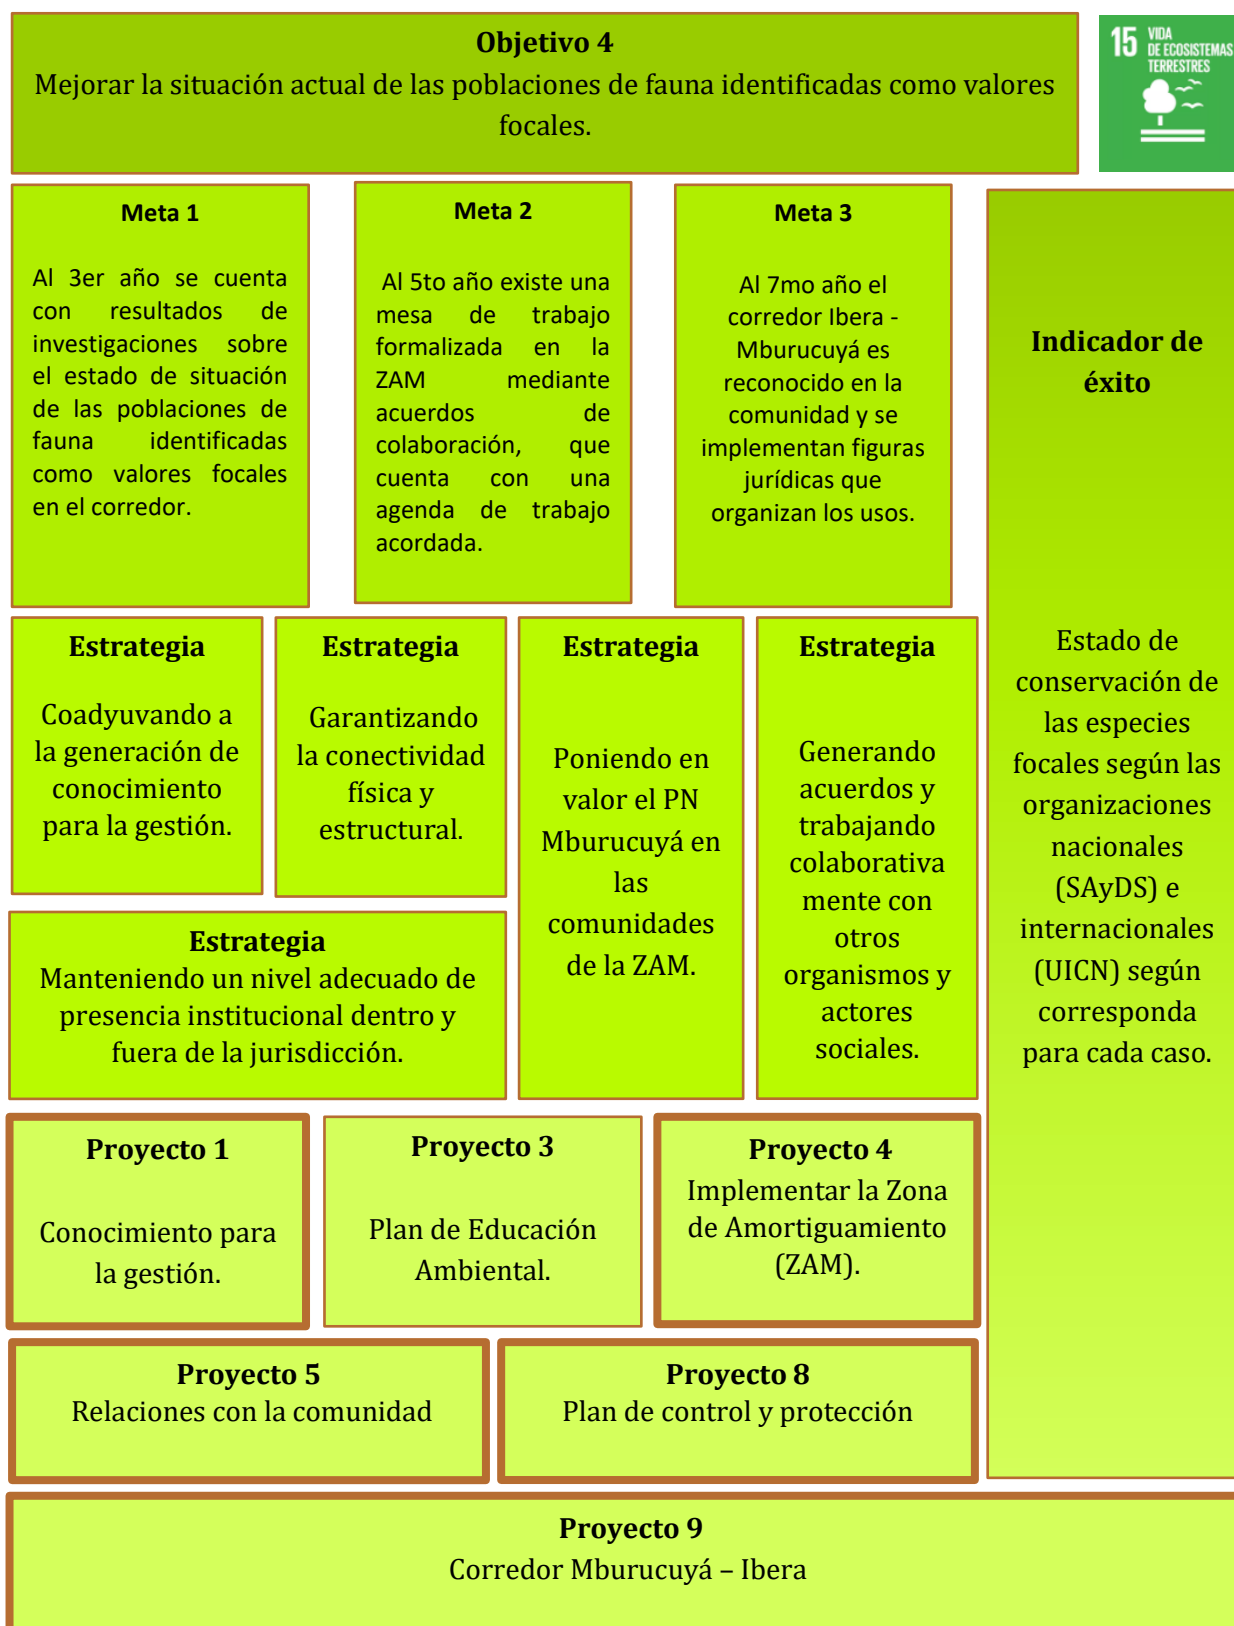 Objetivo 4
Mejorar la situación actual de las poblaciones de fauna identificadas como valores
focales.
15 VIDA
DE ECOSISTEMAS
TERRESTRES
Meta 1
Al 3er año se cuenta
con resultados de
investigaciones sobre
el estado de situación
de las poblaciones de
fauna identificadas
como valores focales
en el corredor.
Meta 2
Al 5to año existe una
mesa de trabajo
formalizada en la
ZAM mediante
acuerdos de
colaboración, que
cuenta con una
agenda de trabajo
acordada.
Meta 3
Al 7mo año el
corredor Ibera -
Mburucuyá es
reconocido en la
comunidad y se
implementan figuras
jurídicas que
organizan los usos.
Indicador de
éxito
Estado de
conservación de
las especies
focales según las
organizaciones
nacionales
(SAyDS) e
internacionales
(UICN) según
corresponda
para cada caso.
Estrategia
Coadyuvando a
la generación de
conocimiento
para la gestión.
Estrategia
Garantizando
la conectividad
física y
estructural.
Estrategia
Poniendo en
valor el PN
Mburucuyá en
las
comunidades
de la ZAM.
Estrategia
Generando
acuerdos y
trabajando
colaborativa
mente con
otros
organismos y
actores
sociales.
Estrategia
Manteniendo un nivel adecuado de
presencia institucional dentro y
fuera de la jurisdicción.
Proyecto 1
Conocimiento para
la gestión.
Proyecto 3
Plan de Educación
Ambiental.
Proyecto 4
Implementar la Zona
de Amortiguamiento
(ZAM).
Proyecto 5
Relaciones con la comunidad
Proyecto 8
Plan de control y protección
Proyecto 9
Corredor Mburucuyá – Ibera